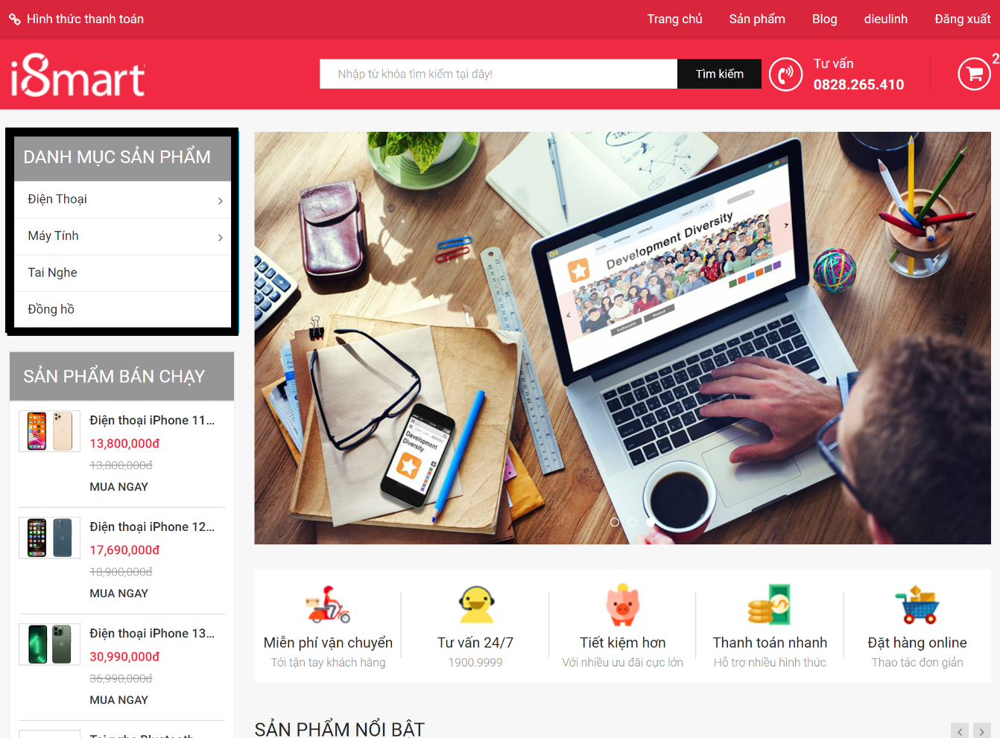 Hình thức thanh toán
Trang chủ
Sản phẩm
Blog
dieulinh
Đăng xuất
i8mart
Nhập từ khóa tìm kiếm tại đây!
Tìm kiếm
Tư vấn
0828.265.410
2
DANH MỤC SẢN PHẨM
Điện Thoại
Máy Tính
Tai Nghe
Đồng hồ
SẢN PHẨM BÁN CHẠY
Điện thoại iPhone 11...
13,800,000đ
13,800,000đ
MUA NGAY
Điện thoại iPhone 12...
17,690,000đ
18,900,000đ
MUA NGAY
Điện thoại iPhone 13...
30,990,000đ
36,990,000đ
MUA NGAY
Development Diversity
Development
Diversity
Miễn phí vận chuyển
Tới tận tay khách hàng
Tư vấn 24/7
1900.9999
Tiết kiệm hơn
Với nhiều ưu đãi cực lớn
Thanh toán nhanh
Hỗ trợ nhiều hình thức
Đặt hàng online
Thao tác đơn giản
SẢN PHẨM NỔI BẬT